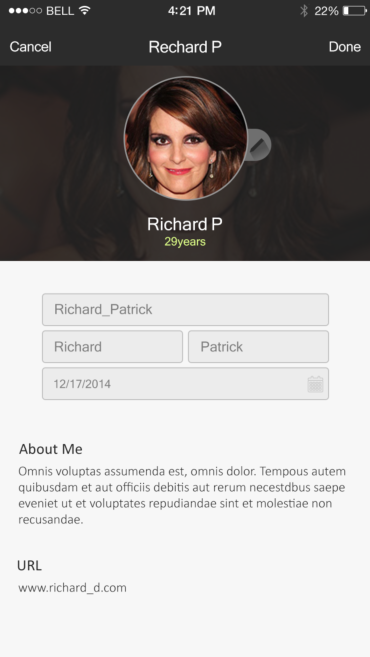 BELL 4:21 PM 22%
Cancel Rechard P Done
Richard P
29years
Richard_Patrick
Richard Patrick
12/17/2014
About Me
Omnis voluptas assumenda est, omnis dolor. Tempous autem
quibusdam et aut officiis debitis aut rerum necestdbus saepe
eveniet ut et voluptates repudiandae sint et molestiae non
recusandae.
URL
www.richard_d.com